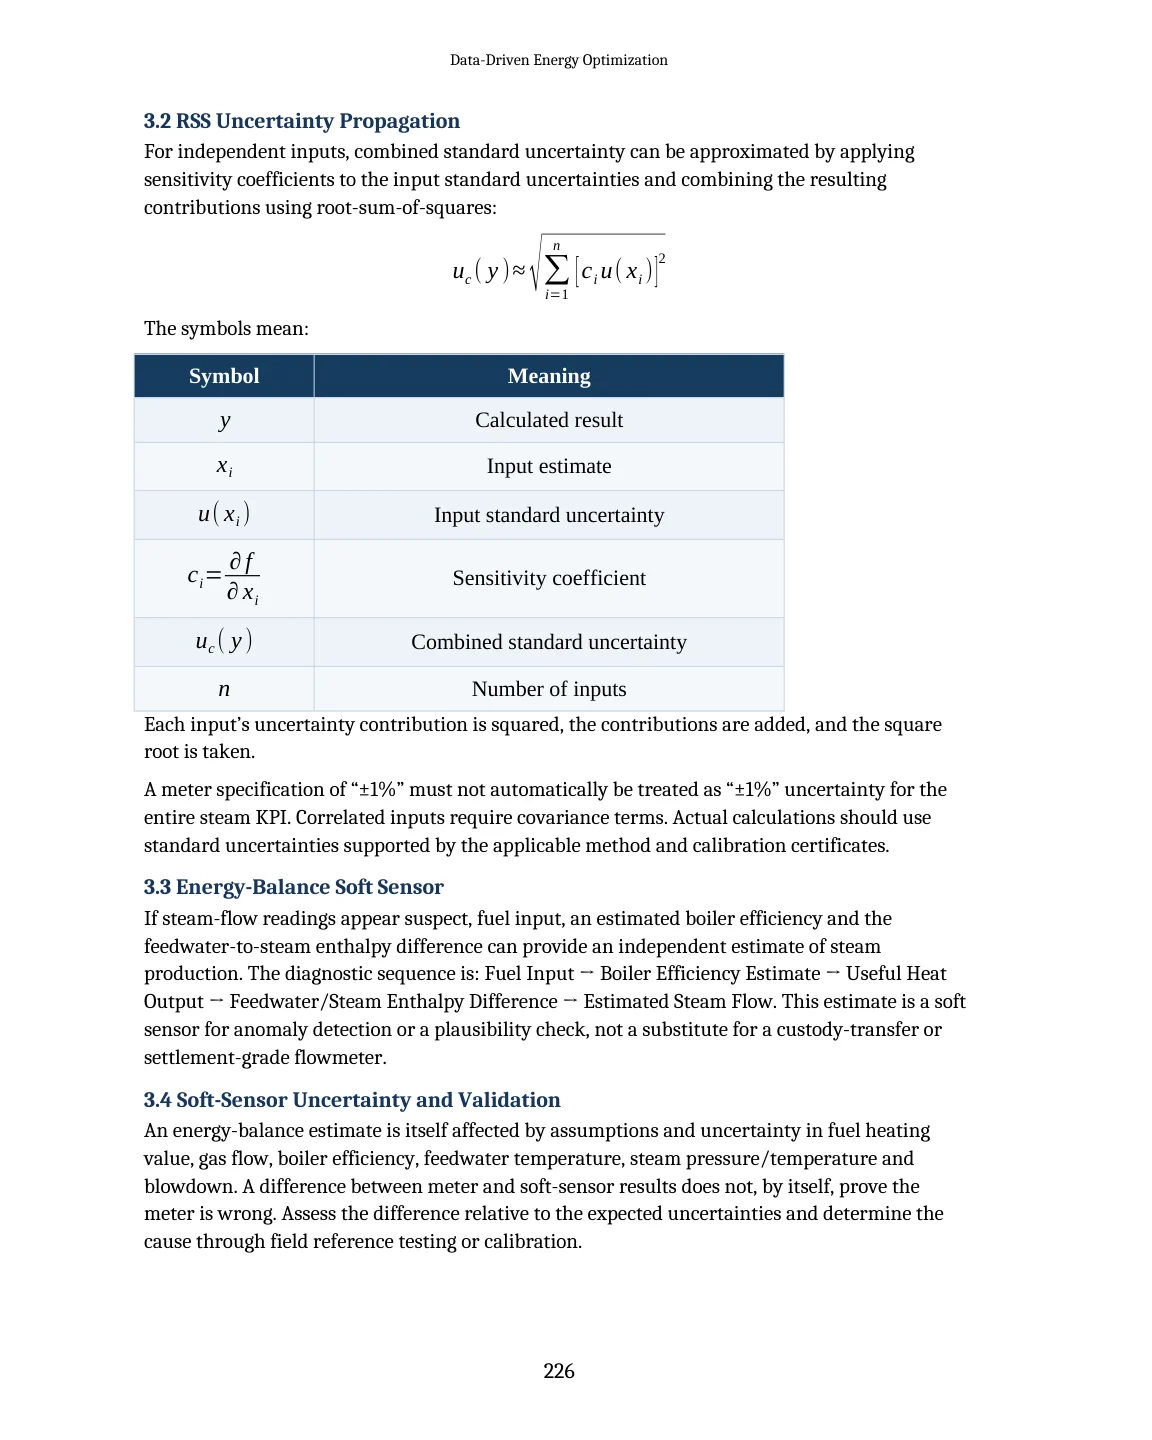 Data-Driven Energy Optimization
3.2 RSS Uncertainty Propagation
For independent inputs, combined standard uncertainty can be approximated by applying
sensitivity coefficients to the input standard uncertainties and combining the resulting
contributions using root-sum-of-squares:
u_c(y)≈√∑_{i=1}^{n}[c_i u(x_i)]^2
The symbols mean:
Symbol Meaning
y Calculated result
x_i Input estimate
u(x_i) Input standard uncertainty
c_i=∂f/∂x_i Sensitivity coefficient
u_c(y) Combined standard uncertainty
n Number of inputs
Each input’s uncertainty contribution is squared, the contributions are added, and the square
root is taken.
A meter specification of “±1%” must not automatically be treated as “±1%” uncertainty for the
entire steam KPI. Correlated inputs require covariance terms. Actual calculations should use
standard uncertainties supported by the applicable method and calibration certificates.
3.3 Energy-Balance Soft Sensor
If steam-flow readings appear suspect, fuel input, an estimated boiler efficiency and the
feedwater-to-steam enthalpy difference can provide an independent estimate of steam
production. The diagnostic sequence is: Fuel Input → Boiler Efficiency Estimate → Useful Heat
Output → Feedwater/Steam Enthalpy Difference → Estimated Steam Flow. This estimate is a soft
sensor for anomaly detection or a plausibility check, not a substitute for a custody-transfer or
settlement-grade flowmeter.
3.4 Soft-Sensor Uncertainty and Validation
An energy-balance estimate is itself affected by assumptions and uncertainty in fuel heating
value, gas flow, boiler efficiency, feedwater temperature, steam pressure/temperature and
blowdown. A difference between meter and soft-sensor results does not, by itself, prove the
meter is wrong. Assess the difference relative to the expected uncertainties and determine the
cause through field reference testing or calibration.
226